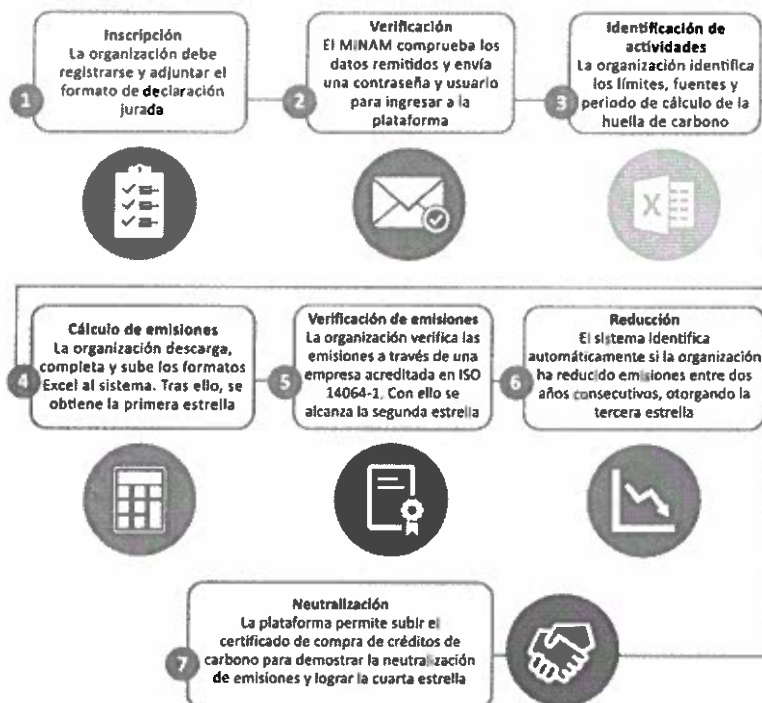 Inscripción
La organización debe
registrarse y adjuntar el
formato de declaración
jurada
1
Verificación
El MINAM comprueba los
datos remitidos y envía
una contraseña y usuario
para ingresar a la
plataforma
2
Identificación de
actividades
La organización identifica
los límites, fuentes y
periodo de cálculo de la
huella de carbono
3
X
Cálculo de emisiones
La organización descarga,
completa y sube los formatos
Excel al sistema. Tras ello, se
obtiene la primera estrella
4
Verificación de emisiones
La organización verifica las
emisiones a través de una
empresa acreditada en ISO
14064-1. Con ello se
alcanza la segunda estrella
5
Reducción
El sistema identifica
automáticamente si la organización
ha reducido emisiones entre dos
años consecutivos, otorgando la
tercera estrella
6
Neutralización
La plataforma permite subir el
certificado de compra de créditos de
carbono para demostrar la neutralización
de emisiones y lograr la cuarta estrella
7